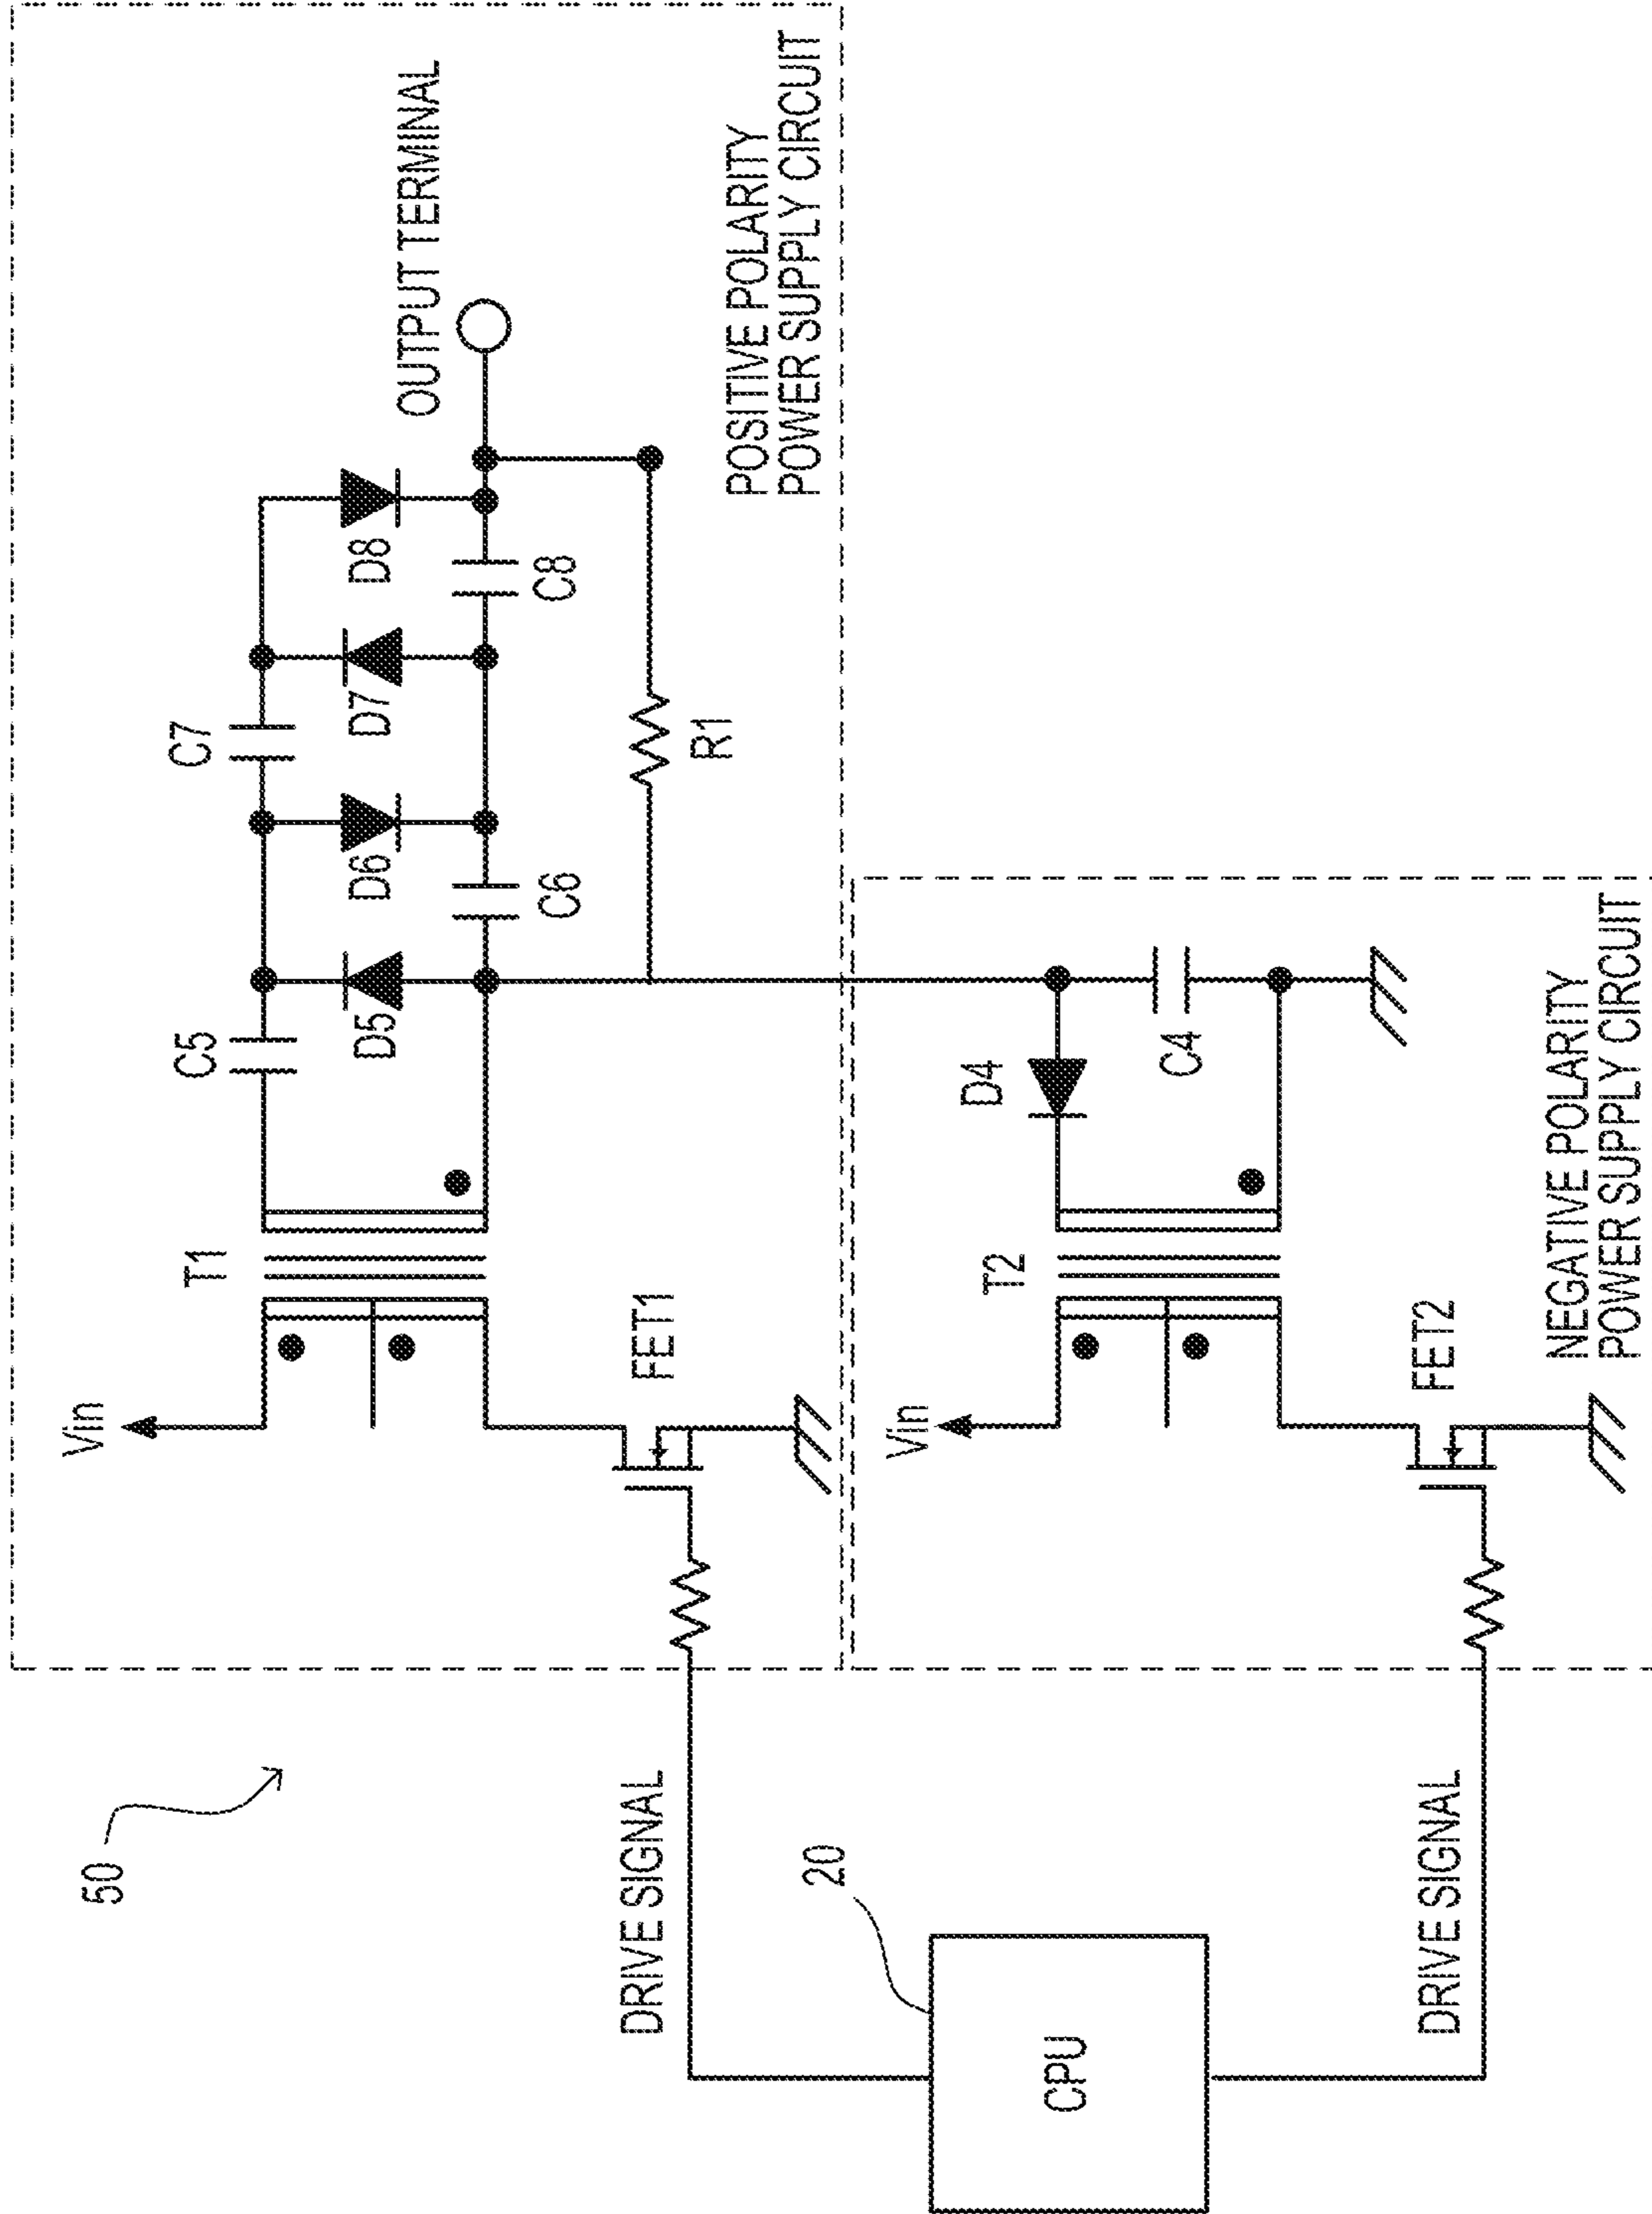 50
POSITIVE POLARITY
POWER SUPPLY CIRCUIT
OUTPUT TERMINAL
Vin
T1
C5
C7
D5
D6
D7
D8
C6
C8
R1
FET1
DRIVE SIGNAL
20
CPU
Vin
T2
D4
C4
FET2
DRIVE SIGNAL
NEGATIVE POLARITY
POWER SUPPLY CIRCUIT